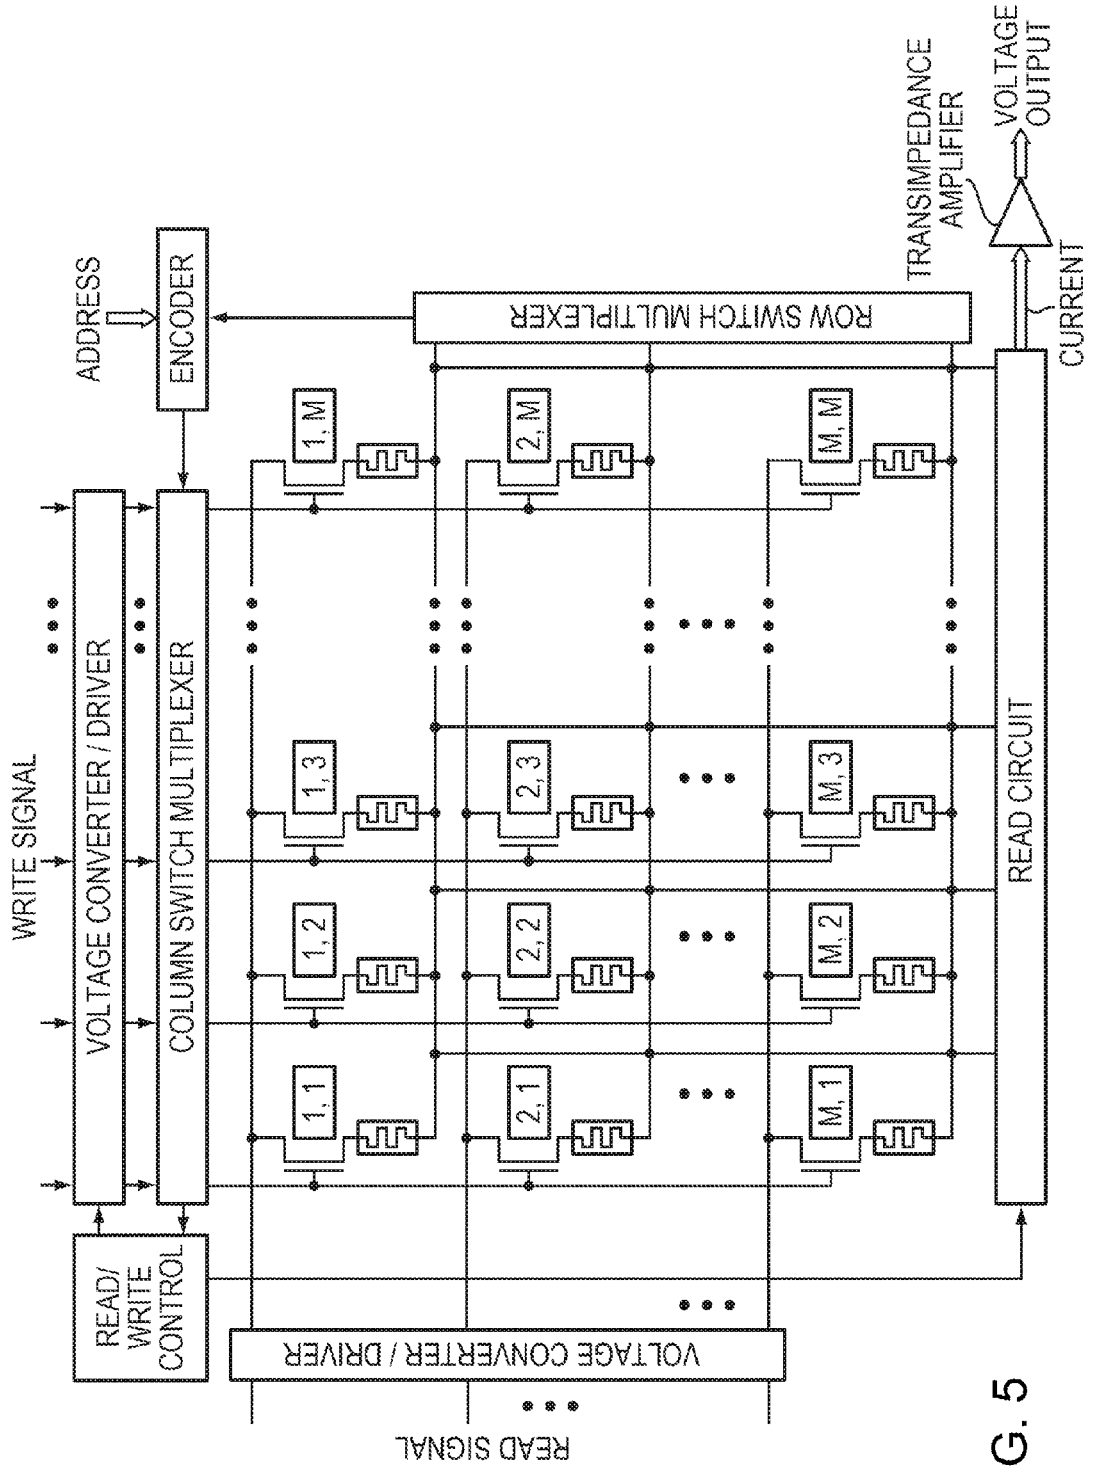 WRITE SIGNAL
VOLTAGE CONVERTER / DRIVER
COLUMN SWITCH MULTIPLEXER
READ/
WRITE
CONTROL
ADDRESS
ENCODER
READ SIGNAL
VOLTAGE CONVERTER / DRIVER
1, 1
1, 2
1, 3
1, M
2, 1
2, 2
2, 3
2, M
M, 1
M, 2
M, 3
M, M
ROW SWITCH MULTIPLEXER
READ CIRCUIT
CURRENT
TRANSIMPEDANCE
AMPLIFIER
VOLTAGE
OUTPUT
G. 5